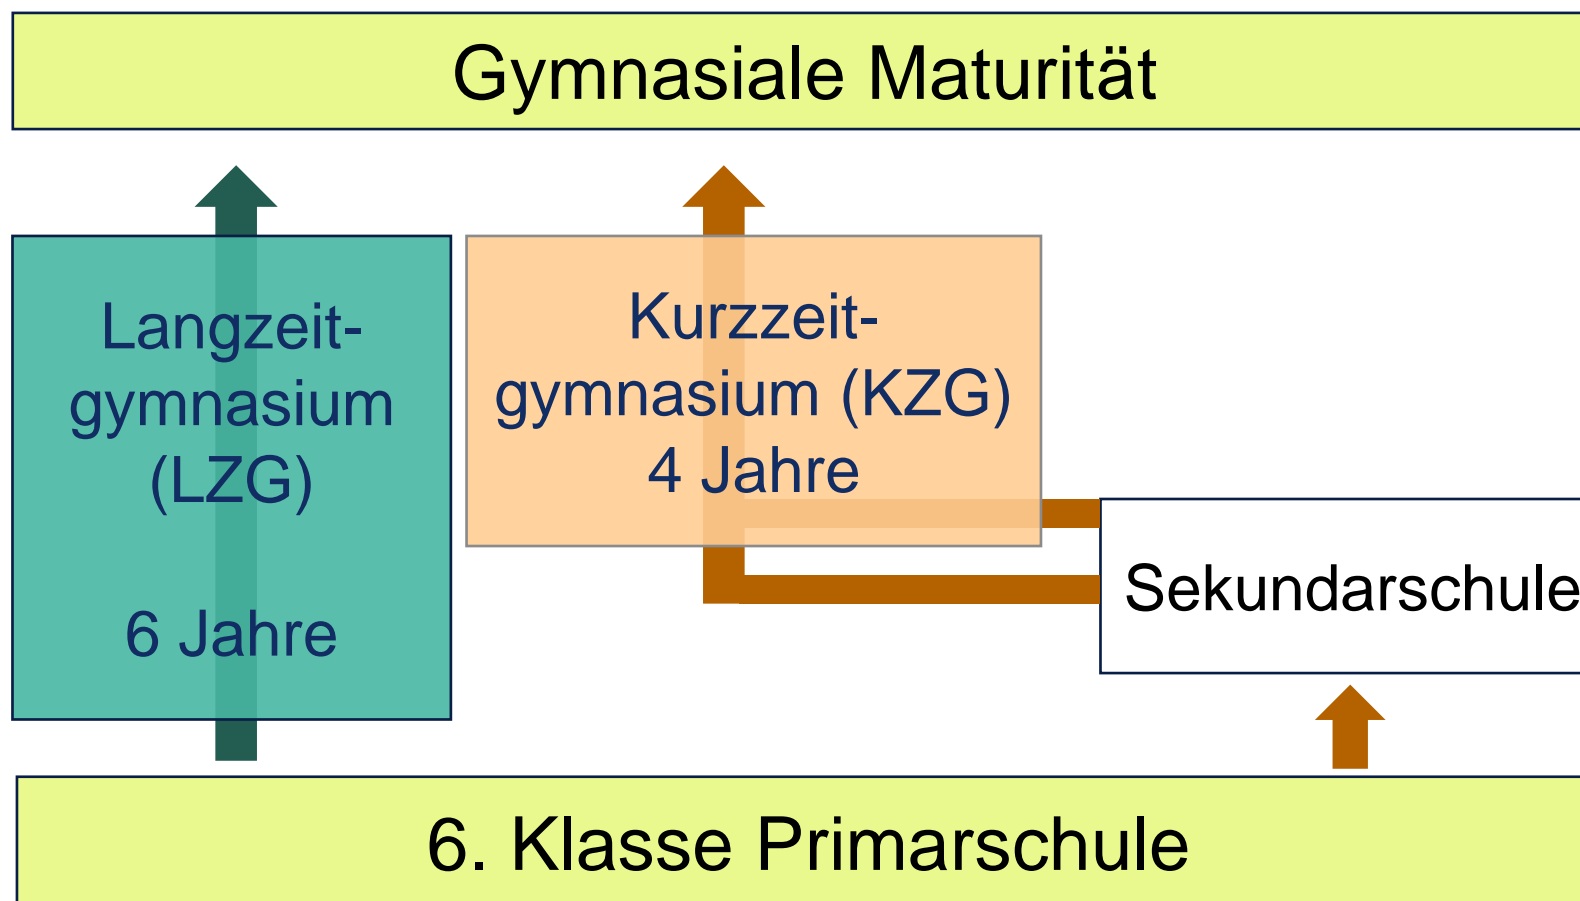 Gymnasiale Maturität
Langzeit-
gymnasium
(LZG)
6 Jahre
Kurzzeit-
gymnasium (KZG)
4 Jahre
Sekundarschule
6. Klasse Primarschule